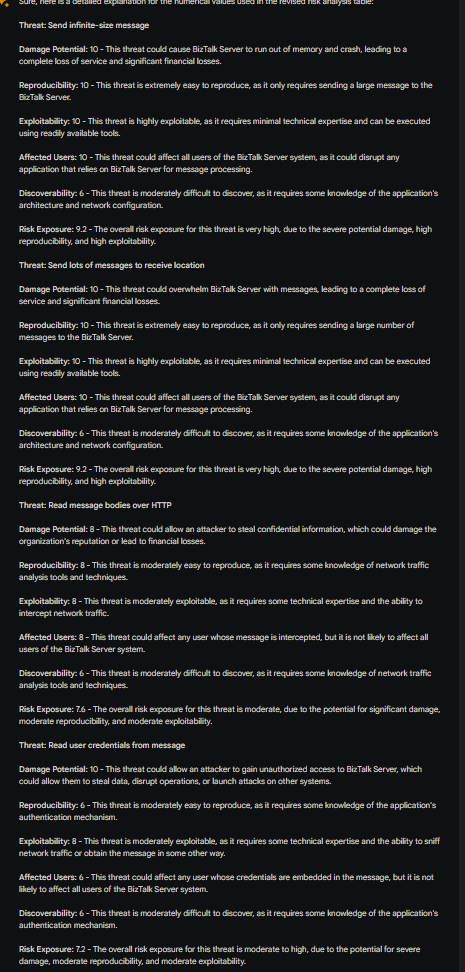 Sure, here is a detailed explanation for the numerical values used in the revised risk analysis table:
Threat: Send infinite-size message
Damage Potential: 10 - This threat could cause BizTalk Server to run out of memory and crash, leading to a
complete loss of service and significant financial losses.
Reproducibility: 10 - This threat is extremely easy to reproduce, as it only requires sending a large message to the
BizTalk Server.
Exploitability: 10 - This threat is highly exploitable, as it requires minimal technical expertise and can be executed
using readily available tools.
Affected Users: 10 - This threat could affect all users of the BizTalk Server system, as it could disrupt any
application that relies on BizTalk Server for message processing.
Discoverability: 6 - This threat is moderately difficult to discover, as it requires some knowledge of the application's
architecture and network configuration.
Risk Exposure: 9.2 - The overall risk exposure for this threat is very high, due to the severe potential damage, high
reproducibility, and high exploitability.
Threat: Send lots of messages to receive location
Damage Potential: 10 - This threat could overwhelm BizTalk Server with messages, leading to a complete loss of
service and significant financial losses.
Reproducibility: 10 - This threat is extremely easy to reproduce, as it only requires sending a large number of
messages to the BizTalk Server.
Exploitability: 10 - This threat is highly exploitable, as it requires minimal technical expertise and can be executed
using readily available tools.
Affected Users: 10 - This threat could affect all users of the BizTalk Server system, as it could disrupt any
application that relies on BizTalk Server for message processing.
Discoverability: 6 - This threat is moderately difficult to discover, as it requires some knowledge of the application's
architecture and network configuration.
Risk Exposure: 9.2 - The overall risk exposure for this threat is very high, due to the severe potential damage, high
reproducibility, and high exploitability.
Threat: Read message bodies over HTTP
Damage Potential: 8 - This threat could allow an attacker to steal confidential information, which could damage the
organization's reputation or lead to financial losses.
Reproducibility: 8 - This threat is moderately easy to reproduce, as it requires some knowledge of network traffic
analysis tools and techniques.
Exploitability: 8 - This threat is moderately exploitable, as it requires some technical expertise and the ability to
intercept network traffic.
Affected Users: 8 - This threat could affect any user whose message is intercepted, but it is not likely to affect all
users of the BizTalk Server system.
Discoverability: 6 - This threat is moderately difficult to discover, as it requires some knowledge of network traffic
analysis tools and techniques.
Risk Exposure: 7.6 - The overall risk exposure for this threat is moderate, due to the potential for significant damage,
moderate reproducibility, and moderate exploitability.
Threat: Read user credentials from message
Damage Potential: 10 - This threat could allow an attacker to gain unauthorized access to BizTalk Server, which
could allow them to steal data, disrupt operations, or launch attacks on other systems.
Reproducibility: 6 - This threat is moderately easy to reproduce, as it requires some knowledge of the application's
authentication mechanism.
Exploitability: 8 - This threat is moderately exploitable, as it requires some technical expertise and the ability to sniff
network traffic or obtain the message in some other way.
Affected Users: 6 - This threat could affect any user whose credentials are embedded in the message, but it is not
likely to affect all users of the BizTalk Server system.
Discoverability: 6 - This threat is moderately difficult to discover, as it requires some knowledge of the application's
authentication mechanism.
Risk Exposure: 7.2 - The overall risk exposure for this threat is moderate to high, due to the potential for severe
damage, moderate reproducibility, and moderate exploitability.